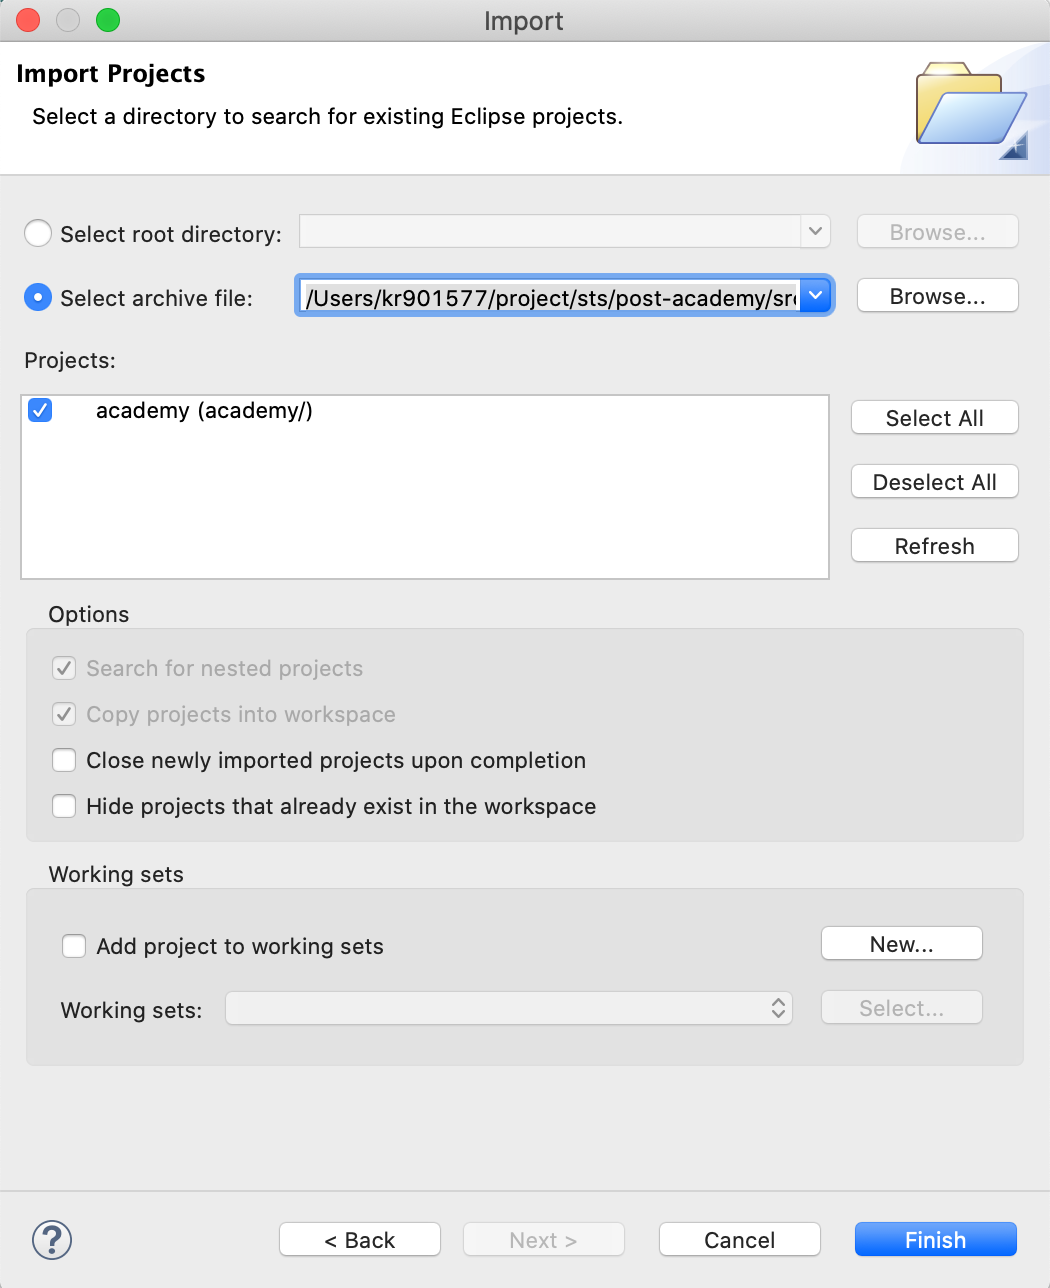 Import
Import Projects
Select a directory to search for existing Eclipse projects.
Select root directory:
Browse...
Select archive file:
/Users/kr901577/project/sts/post-academy/src
Browse...
Projects:
academy (academy/)
Select All
Deselect All
Refresh
Options
Search for nested projects
Copy projects into workspace
Close newly imported projects upon completion
Hide projects that already exist in the workspace
Working sets
Add project to working sets
New...
Working sets:
Select...
?
< Back
Next >
Cancel
Finish